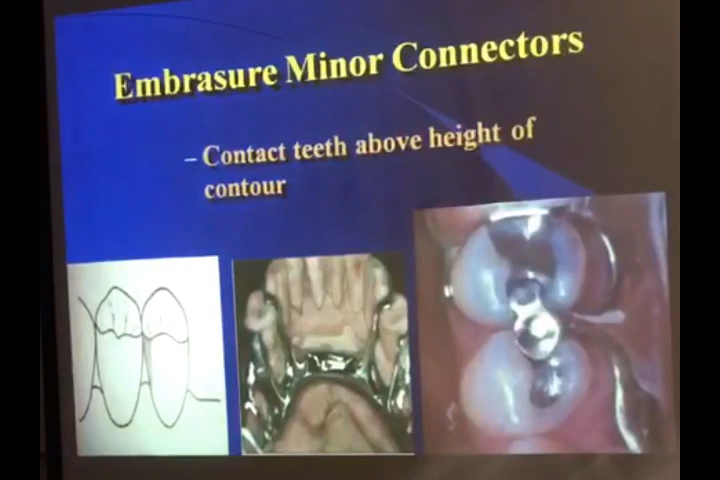 Embrasure Minor Connectors
– Contact teeth above height of
contour